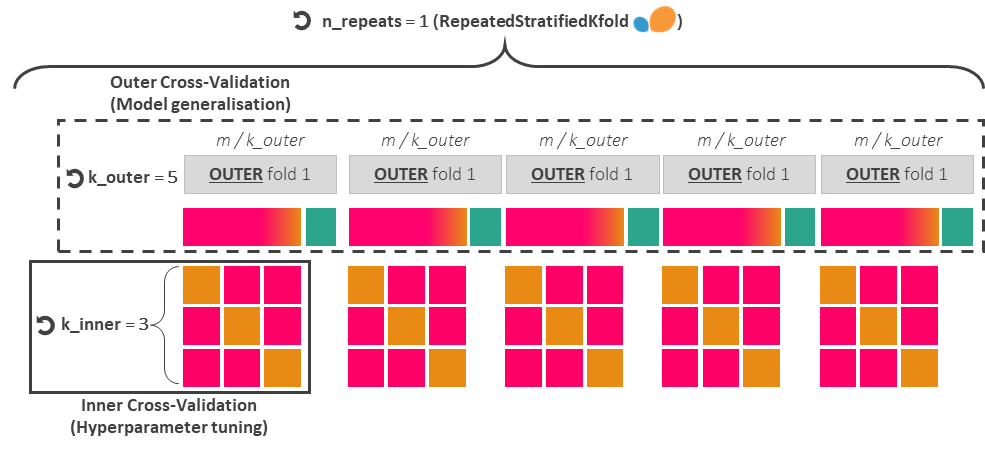 n_repeats = 1 (RepeatedStratifiedKfold )
Outer Cross-Validation
(Model generalisation)
m / k_outer m / k_outer m / k_outer m / k_outer m / k_outer
k_outer = 5 OUTER fold 1 OUTER fold 1 OUTER fold 1 OUTER fold 1 OUTER fold 1
k_inner = 3
Inner Cross-Validation
(Hyperparameter tuning)